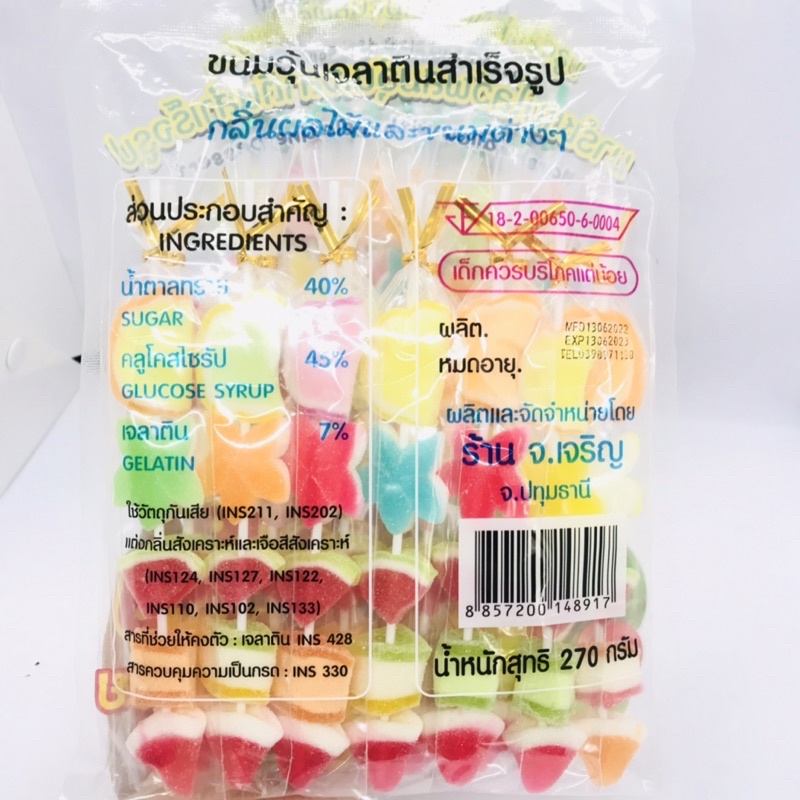 ขนมวุ้นเจลาตินสำเร็จรูป
กลิ่นผลไม้และขนมต่างๆ
ส่วนประกอบสำคัญ :
INGREDIENTS
น้ำตาลทราย 40%
SUGAR
คลูโคสไซรัป 45%
GLUCOSE SYRUP
เจลาติน 7%
GELATIN
ใช้วัตถุกันเสีย (INS211, INS202)
แต่งกลิ่นสังเคราะห์และเจือสีสังเคราะห์
(INS124, INS127, INS122,
INS110, INS102, INS133)
สารที่ช่วยให้คงตัว : เจลาติน INS 428
สารควบคุมความเป็นกรด : INS 330
18-2-00650-6-0004
เด็กควรบริโภคแต่น้อย
ผลิต. MFD13062022
EXP13062023
หมดอายุ.
ผลิตและจัดจำหน่ายโดย
ร้าน จ.เจริญ
จ.ปทุมธานี
8 857200 148917
น้ำหนักสุทธิ 270 กรัม